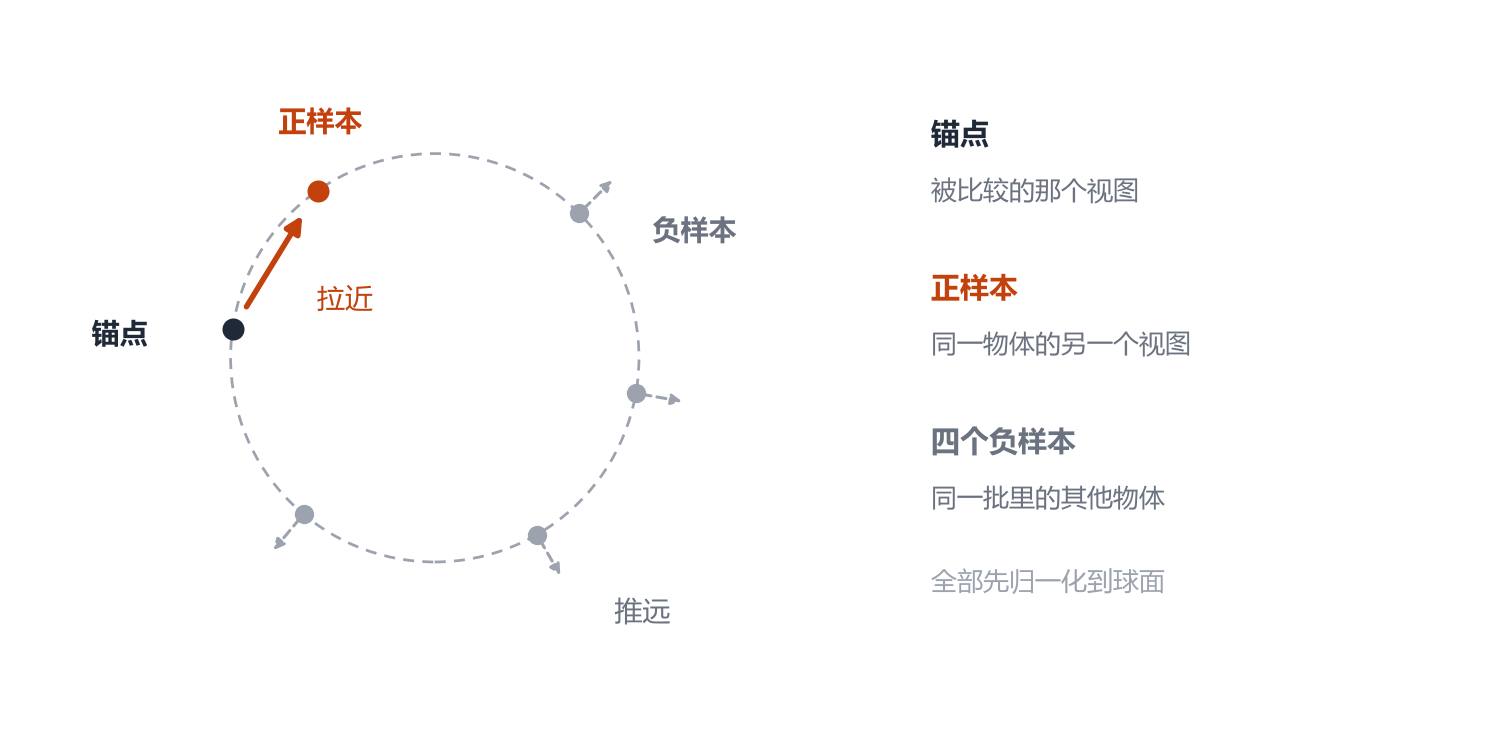 正样本
负样本
拉近
锚点
推远
锚点
被比较的那个视图
正样本
同一物体的另一个视图
四个负样本
同一批里的其他物体
全部先归一化到球面